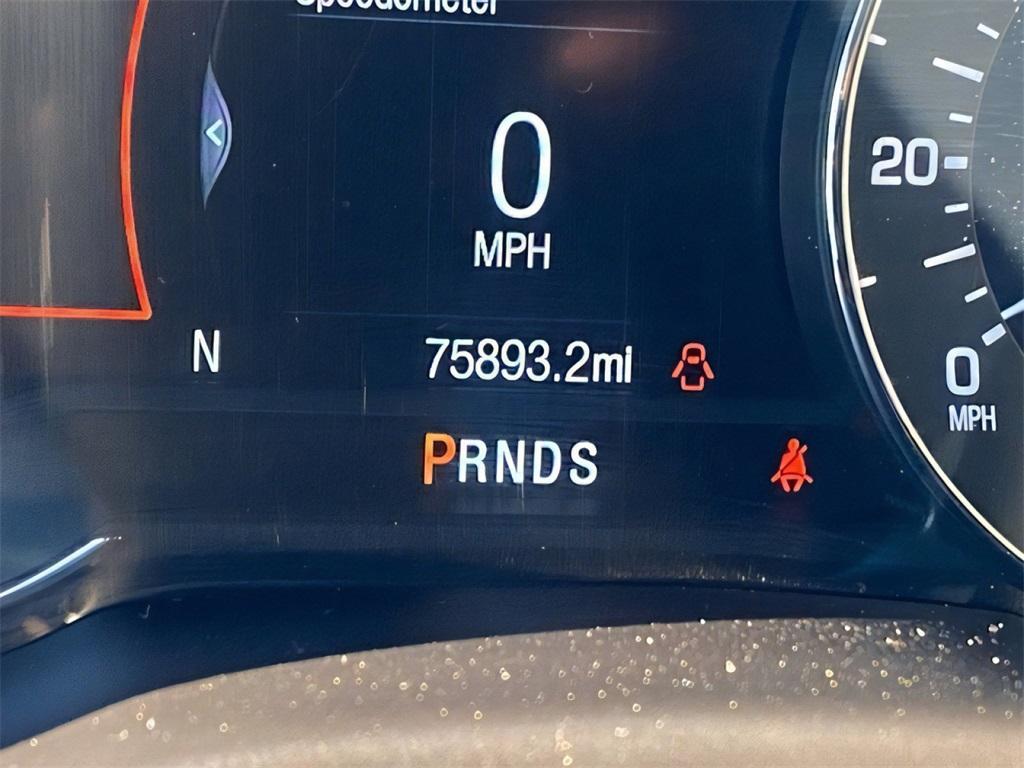 Speedometer
<
0
MPH
20
N
75893.2mi
0
MPH
PRNDS